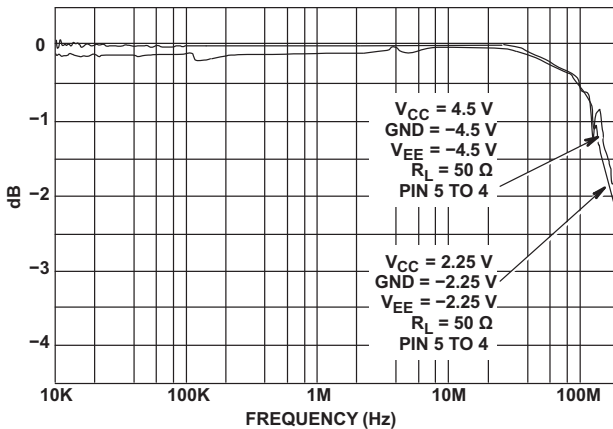 0
−1
−2
−3
−4
dB
V_CC = 4.5 V
GND = −4.5 V
V_EE = −4.5 V
R_L = 50 Ω
PIN 5 TO 4
V_CC = 2.25 V
GND = −2.25 V
V_EE = −2.25 V
R_L = 50 Ω
PIN 5 TO 4
10K 100K 1M 10M 100M
FREQUENCY (Hz)